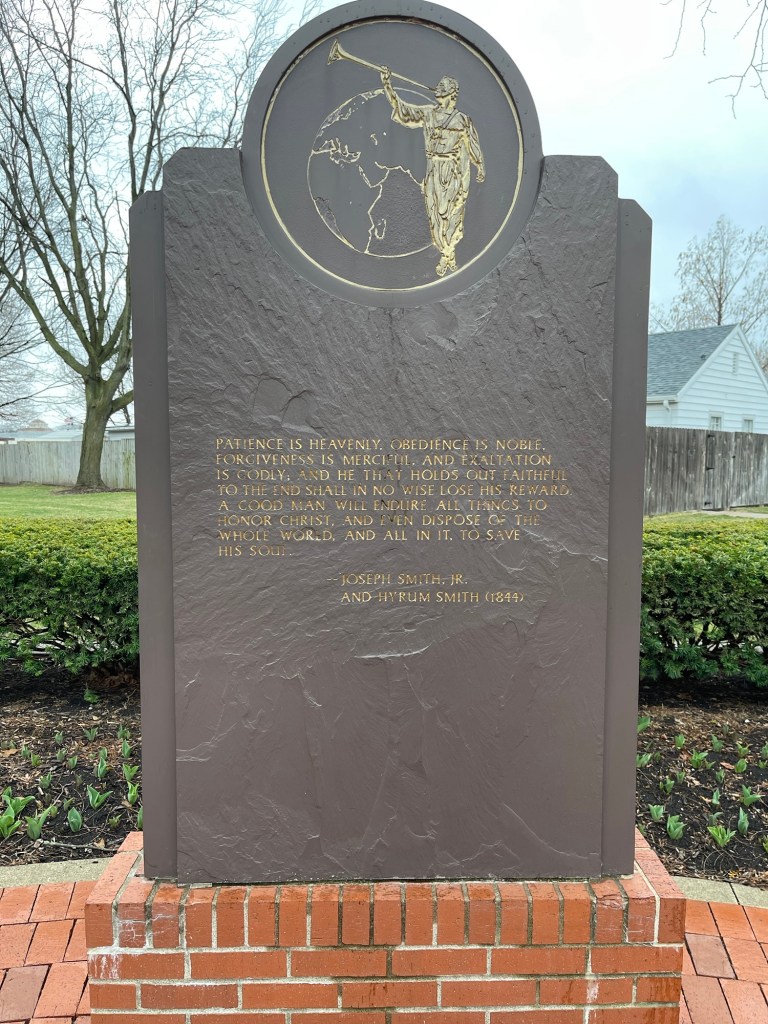 PATIENCE IS HEAVENLY, OBEDIENCE IS NOBLE,
FORGIVENESS IS MERCIFUL, AND EXALTATION
IS GODLY; AND HE THAT HOLDS OUT FAITHFUL
TO THE END SHALL IN NO WISE LOSE HIS REWARD.
A GOOD MAN WILL ENDURE ALL THINGS TO
HONOR CHRIST, AND EVEN DISPOSE OF THE
WHOLE WORLD, AND ALL IN IT, TO SAVE
HIS SOUL.
-- JOSEPH SMITH, JR.
AND HYRUM SMITH (1844)